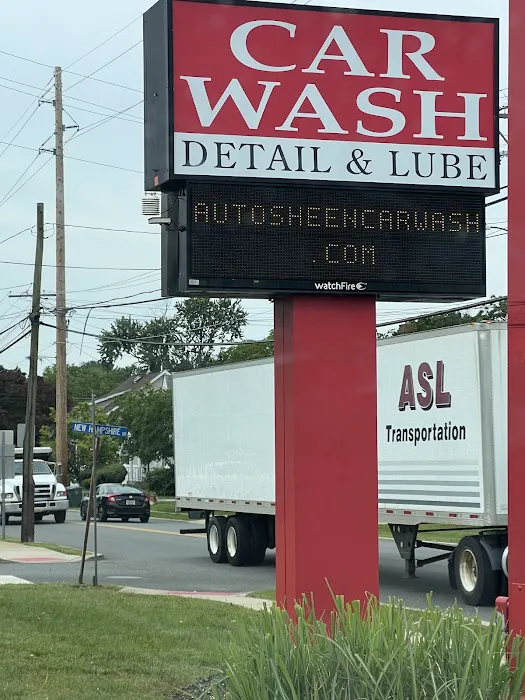 CAR
WASH
DETAIL & LUBE
AUTOSHEENCARWASH
.COM
watchFire
NEW HAMPSHIRE
ASL
Transportation